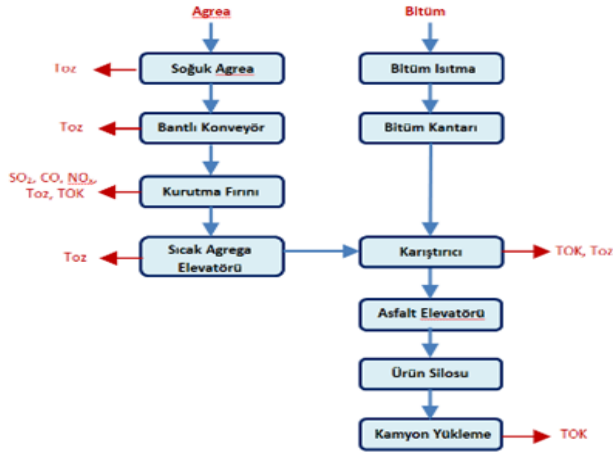 Agrea
Bitüm
Toz
Soğuk Agrea
Bitüm Isıtma
Toz
Bantlı Konveyör
Bitüm Kantarı
SO₂, CO, NOₓ,
Toz, TOK
Kurutma Fırını
Toz
Sıcak Agrega
Elevatörü
Karıştırıcı
TOK, Toz
Asfalt Elevatörü
Ürün Silosu
Kamyon Yükleme
TOK